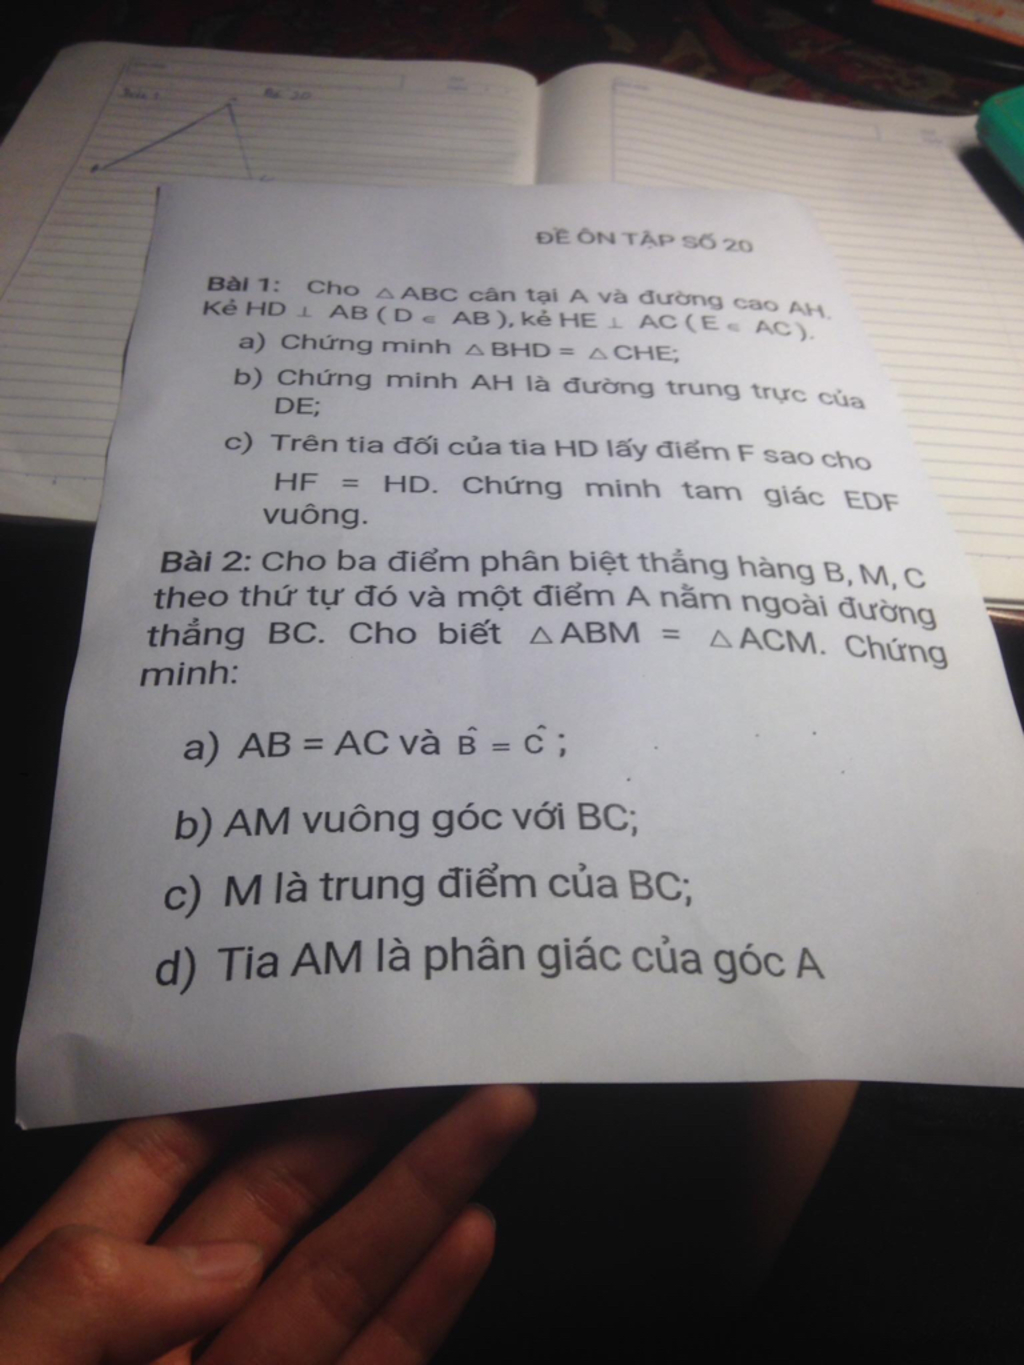 ĐỀ ÔN TẬP SỐ 20
Bài 1: Cho △ ABC cân tại A và đường cao AH.
Kẻ HD ⊥ AB ( D ∈ AB ), kẻ HE ⊥ AC ( E ∈ AC ).
a) Chứng minh △ BHD = △ CHE;
b) Chứng minh AH là đường trung trực của
DE;
c) Trên tia đối của tia HD lấy điểm F sao cho
HF = HD. Chứng minh tam giác EDF
vuông.
Bài 2: Cho ba điểm phân biệt thẳng hàng B, M, C
theo thứ tự đó và một điểm A nằm ngoài đường
thẳng BC. Cho biết △ ABM = △ ACM. Chứng
minh:
a) AB = AC và B̂ = Ĉ ;
b) AM vuông góc với BC;
c) M là trung điểm của BC;
d) Tia AM là phân giác của góc A